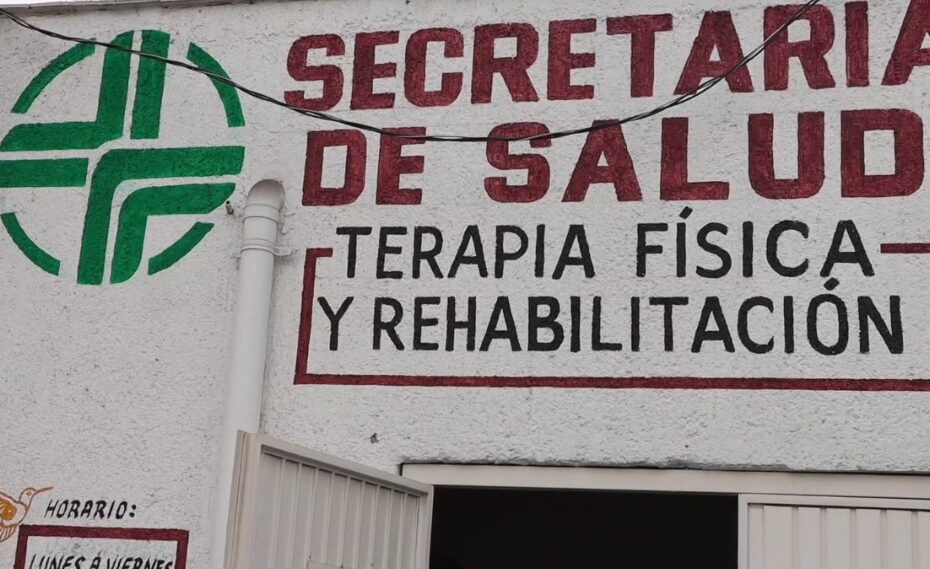 SECRETARIA
DE SALUD
TERAPIA FÍSICA
Y REHABILITACIÓN
HORARIO:
LUNES A VIERNES